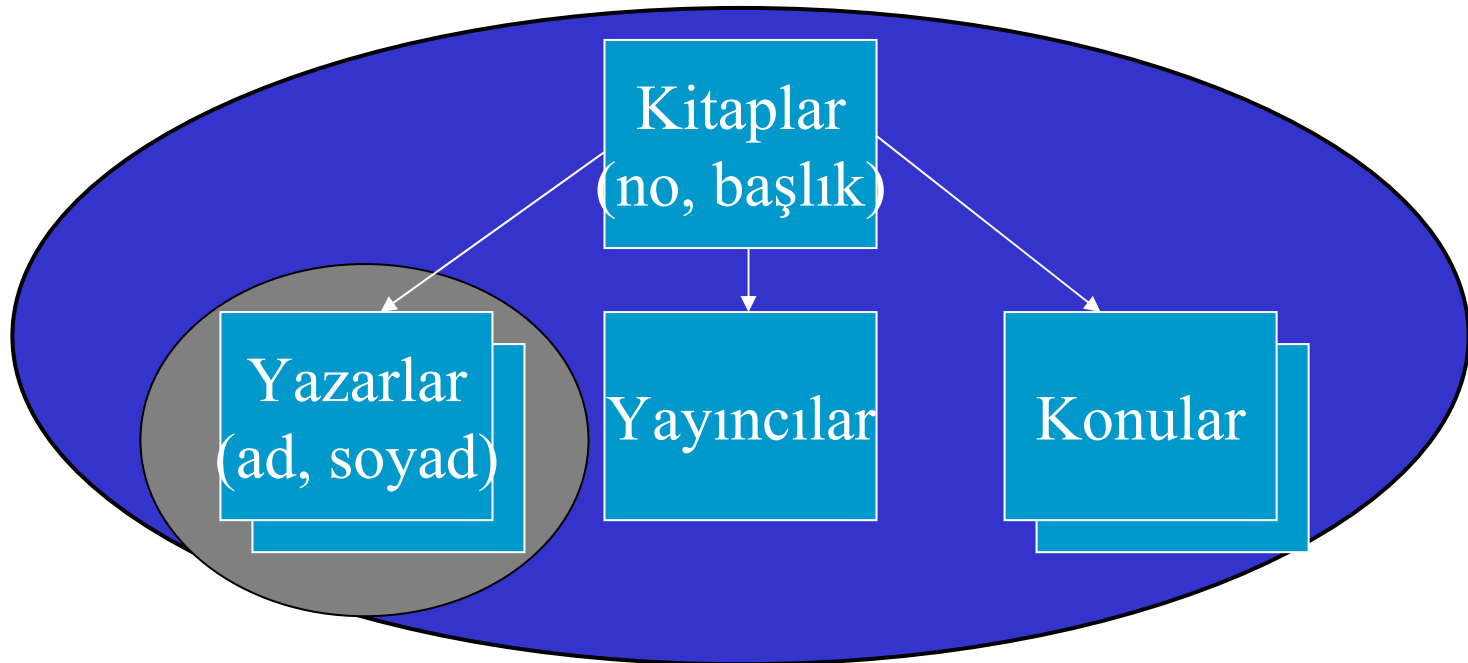 Kitaplar
(no, başlık)
Yazarlar
(ad, soyad)
Yayıncılar
Konular